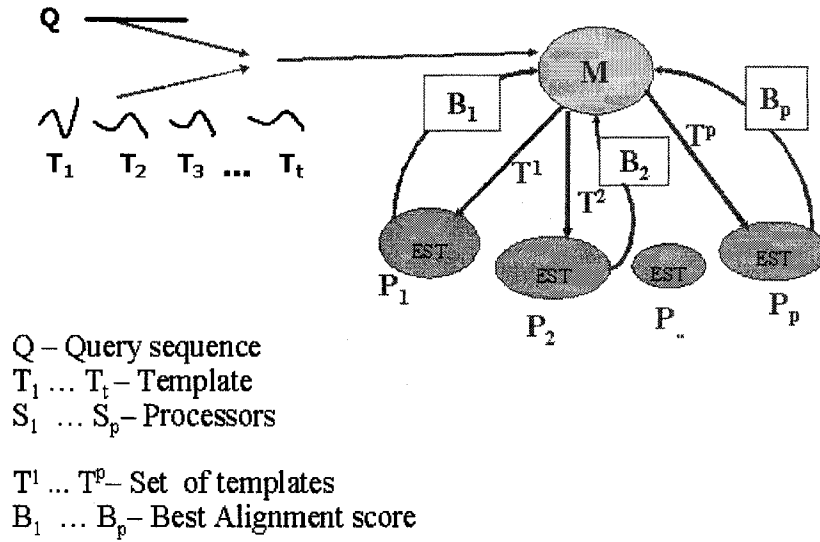 Q
M
B₁
Bₚ
T₁ T₂ T₃ ... Tₜ
T¹
T²
B₂
Tᵖ
EST
EST
EST
EST
P₁
P₂
P..
Pₚ
Q – Query sequence
T₁ ... Tₜ – Template
S₁ ... Sₚ – Processors
T¹ ... Tᵖ – Set of templates
B₁ ... Bₚ – Best Alignment score